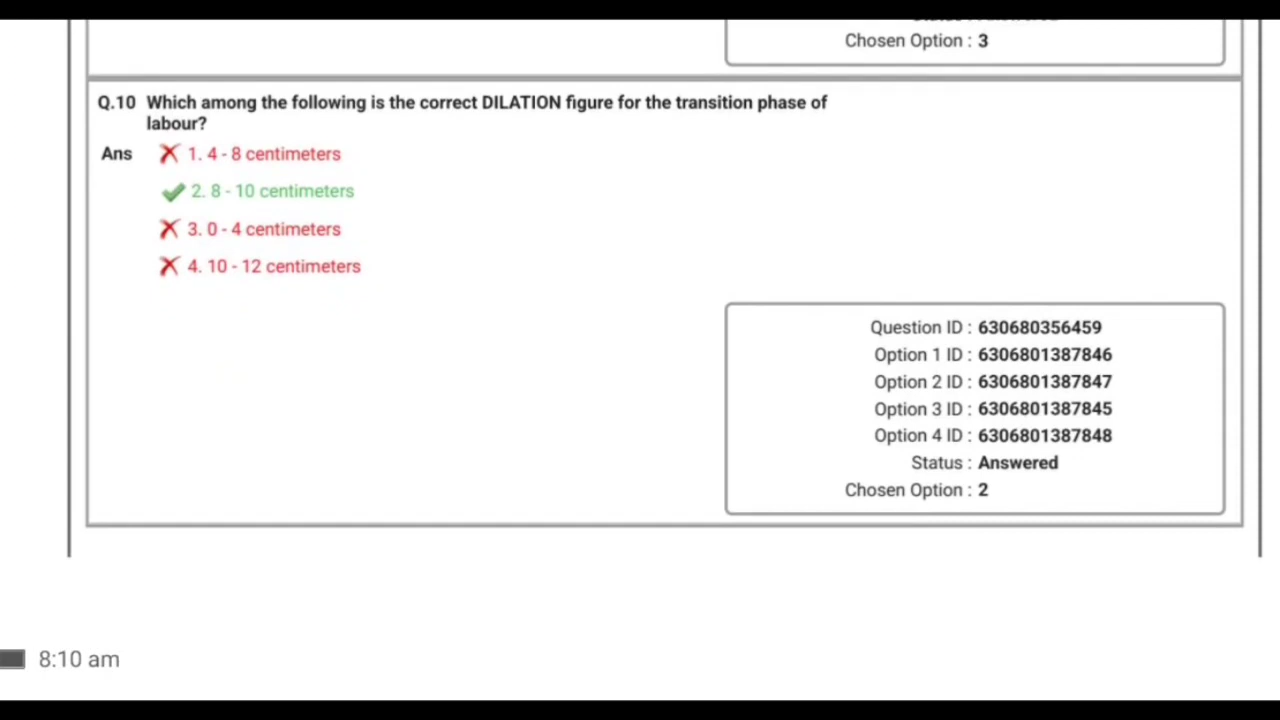 Chosen Option : 3
Q.10 Which among the following is the correct DILATION figure for the transition phase of
labour?
Ans 1. 4 - 8 centimeters
2. 8 - 10 centimeters
3. 0 - 4 centimeters
4. 10 - 12 centimeters
Question ID : 630680356459
Option 1 ID : 6306801387846
Option 2 ID : 6306801387847
Option 3 ID : 6306801387845
Option 4 ID : 6306801387848
Status : Answered
Chosen Option : 2
8:10 am